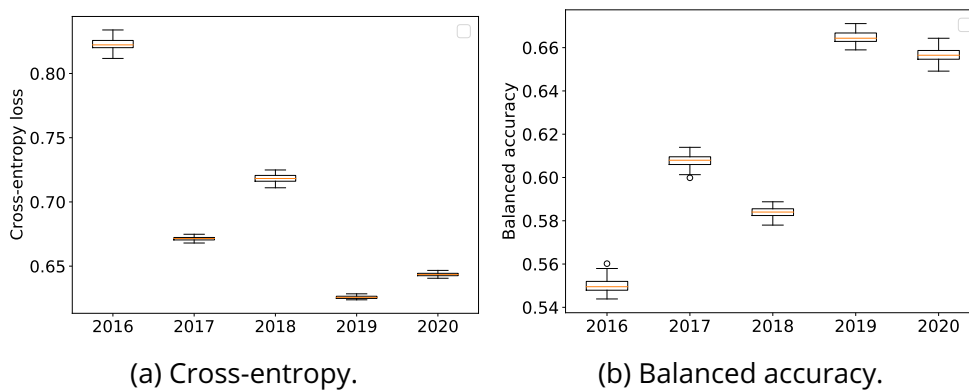 Cross-entropy loss
0.80
0.75
0.70
0.65
2016 2017 2018 2019 2020
(a) Cross-entropy.
Balanced accuracy
0.66
0.64
0.62
0.60
0.58
0.56
0.54
2016 2017 2018 2019 2020
(b) Balanced accuracy.